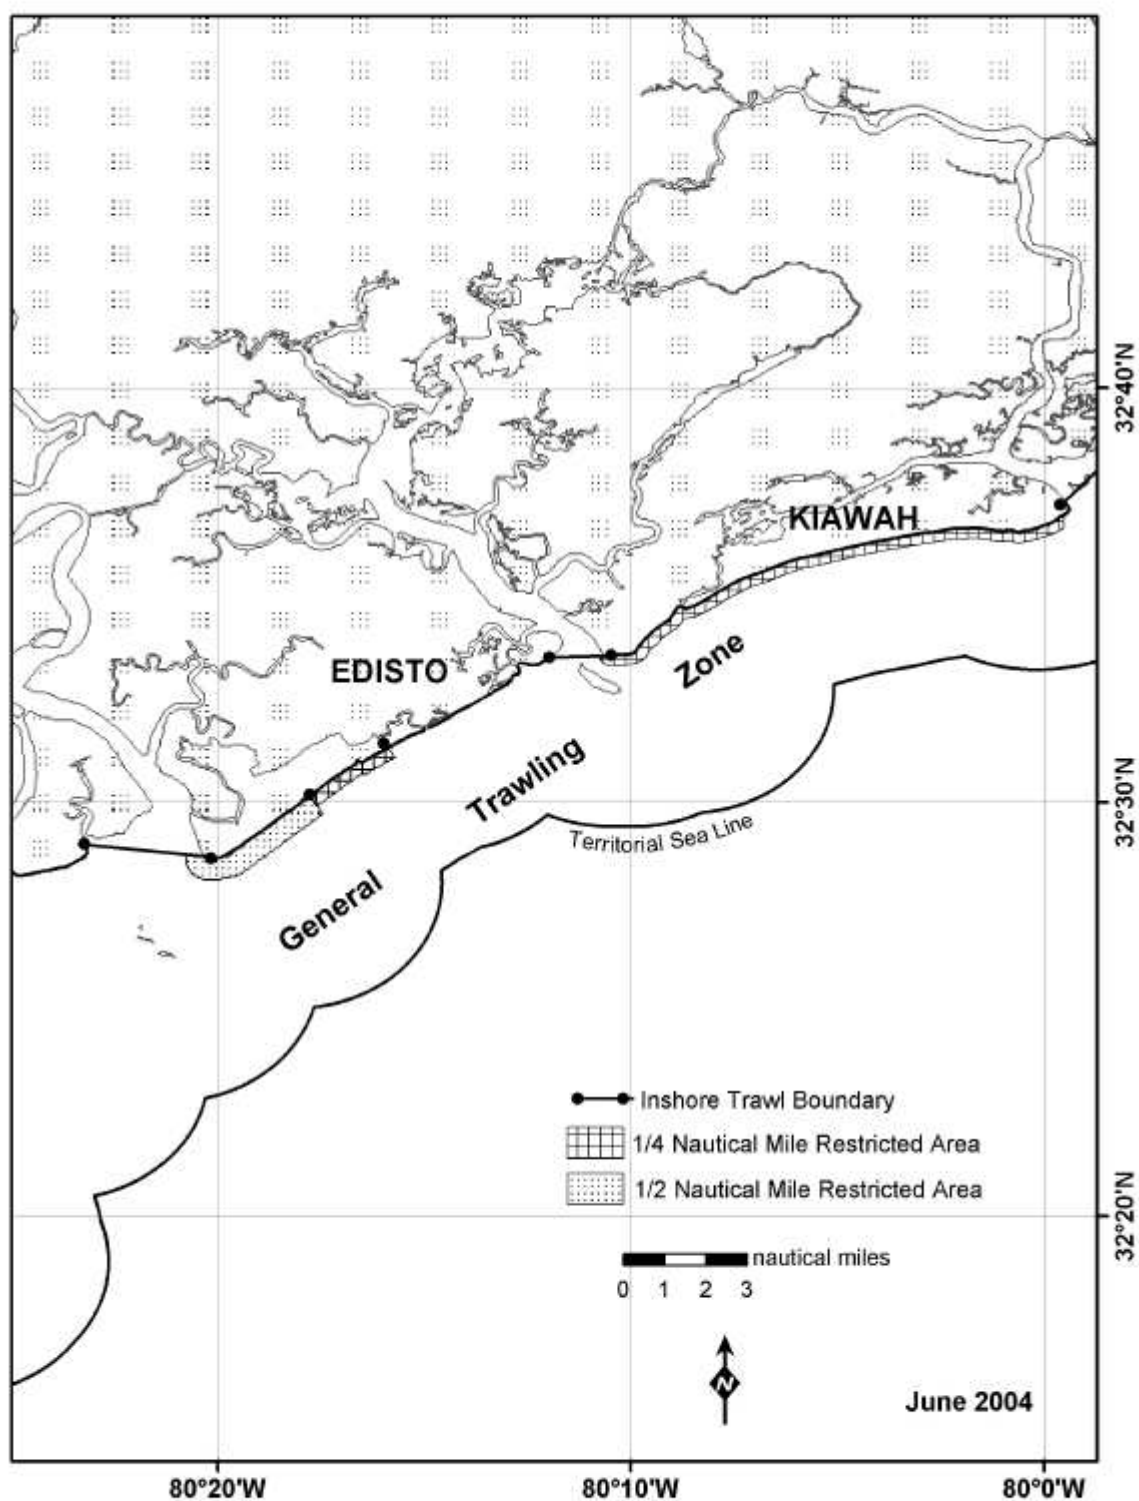 32°40'N
KIAWAH
EDISTO
Zone
Trawling
32°30'N
Territorial Sea Line
General
Inshore Trawl Boundary
1/4 Nautical Mile Restricted Area
1/2 Nautical Mile Restricted Area
32°20'N
nautical miles
0 1 2 3
N
June 2004
80°20'W 80°10'W 80°0'W